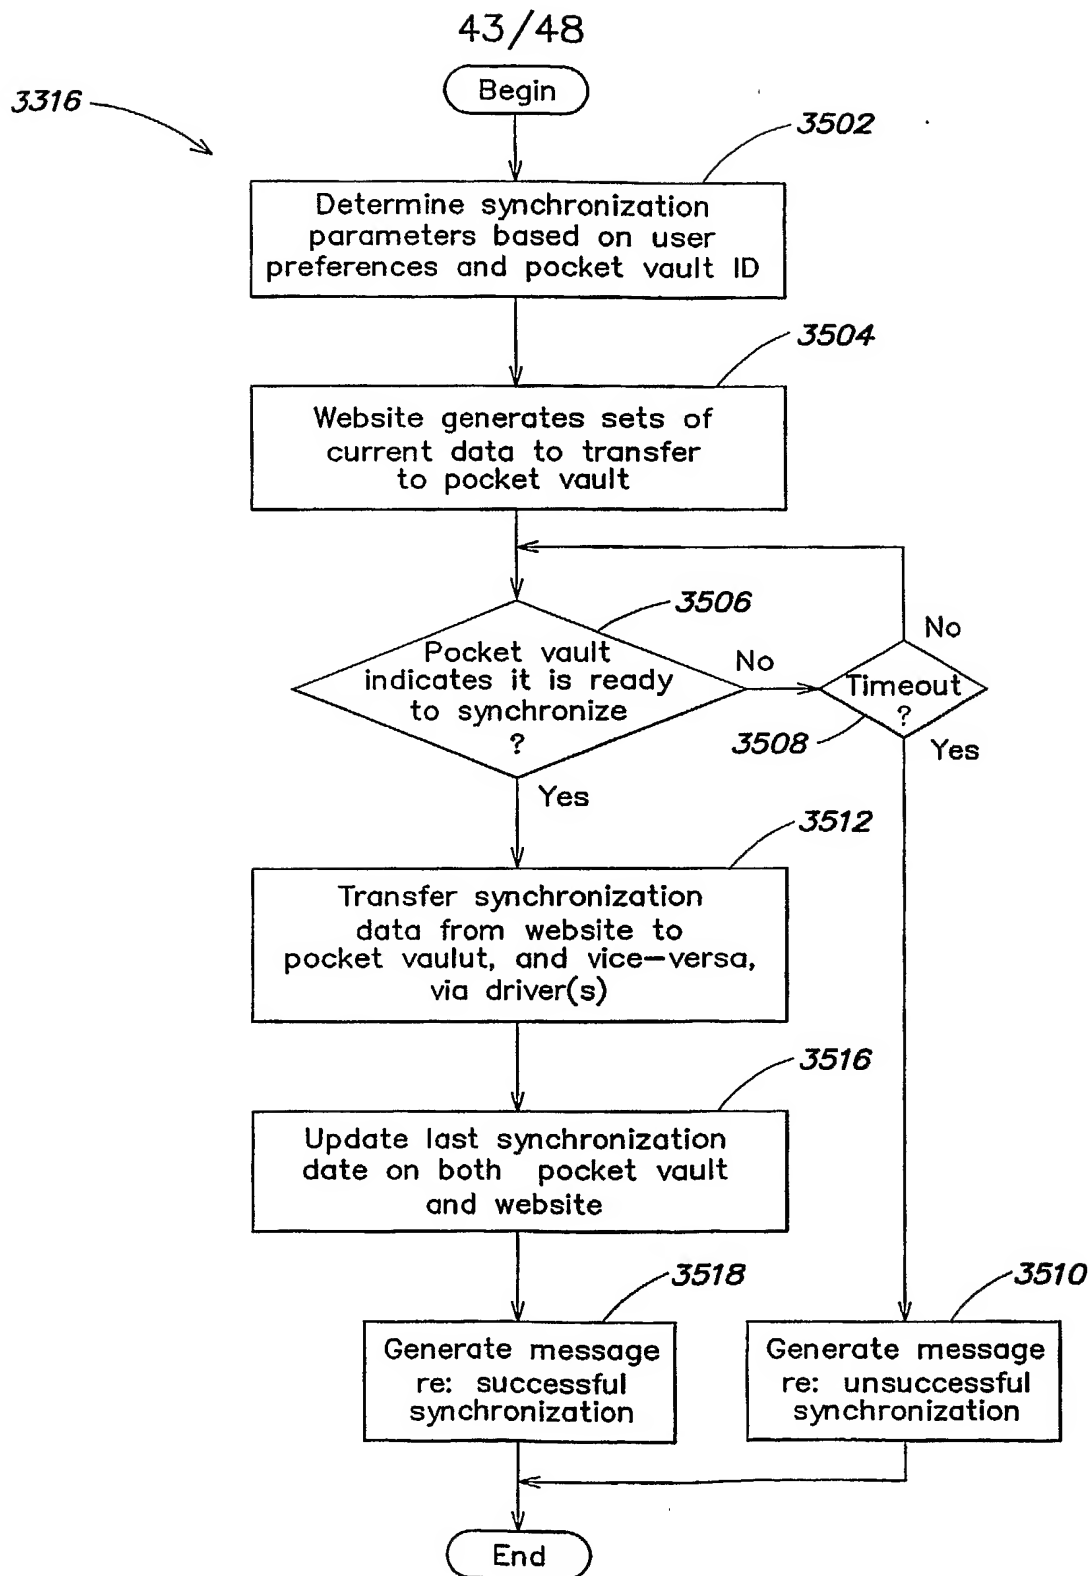 43/48
Begin
3316
3502
Determine synchronization
parameters based on user
preferences and pocket vault ID
3504
Website generates sets of
current data to transfer
to pocket vault
3506
Pocket vault
indicates it is ready
to synchronize
?
No
No
Timeout
?
3508
Yes
Yes
3512
Transfer synchronization
data from website to
pocket vaulut, and vice-versa,
via driver(s)
3516
Update last synchronization
date on both pocket vault
and website
3518
Generate message
re: successful
synchronization
3510
Generate message
re: unsuccessful
synchronization
End